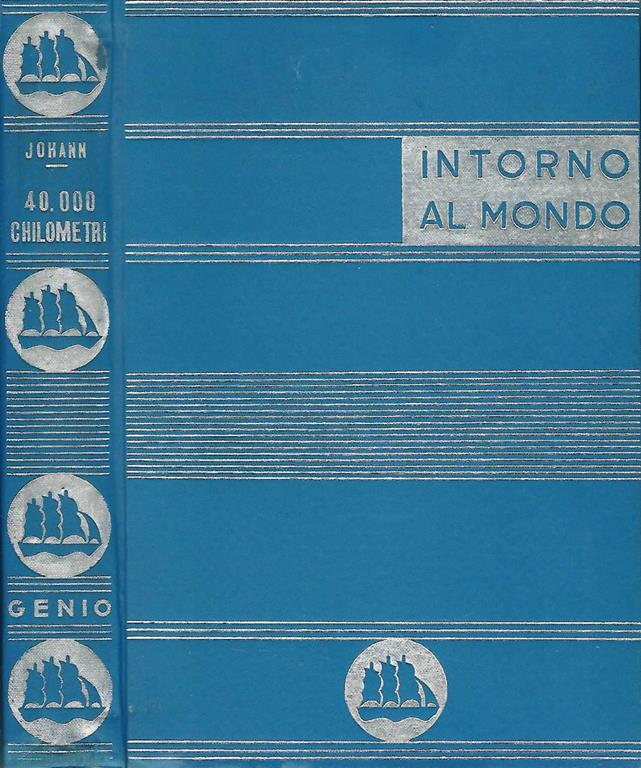 JOHANN
40.000
CHILOMETRI
GENIO
INTORNO
AL MONDO